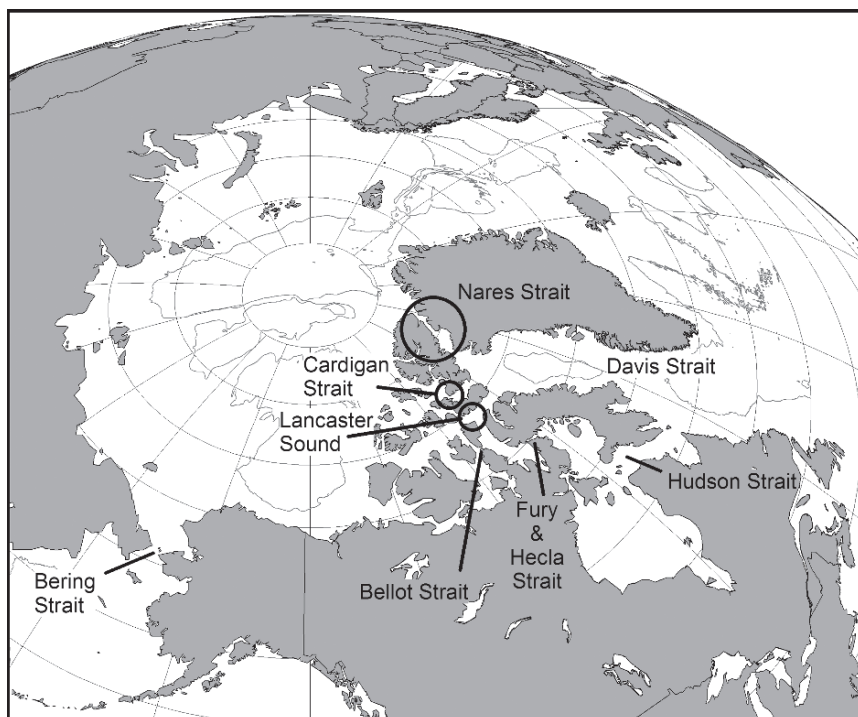 Nares Strait
Cardigan
Strait
Davis Strait
Lancaster
Sound
Hudson Strait
Fury
&
Hecla
Strait
Bering
Strait
Bellot Strait